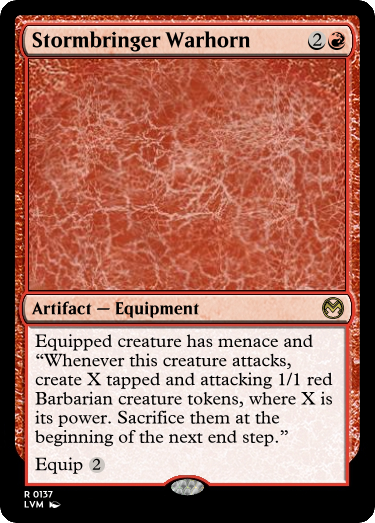 Stormbringer Warhorn 2
Artifact — Equipment
Equipped creature has menace and
“Whenever this creature attacks,
create X tapped and attacking 1/1 red
Barbarian creature tokens, where X is
its power. Sacrifice them at the
beginning of the next end step.”
Equip 2
R 0137
LVM